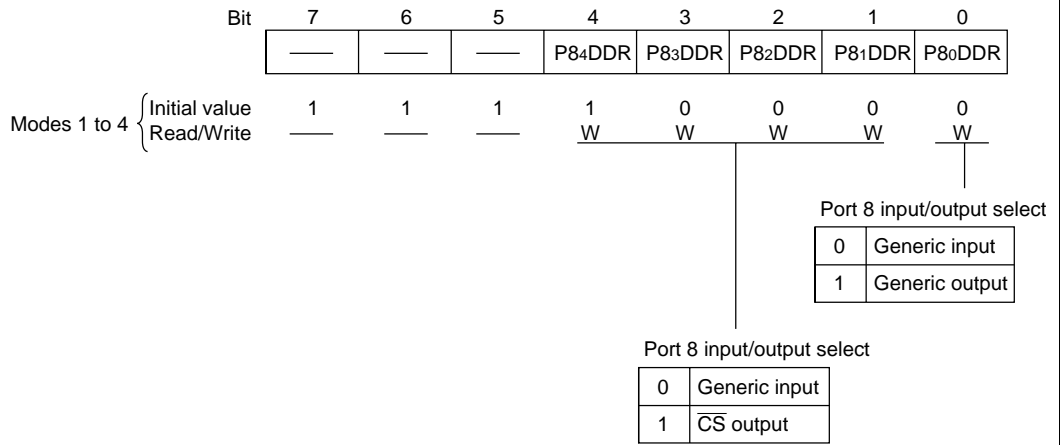 Bit 7 6 5 4 3 2 1 0
— — — P84DDR P83DDR P82DDR P81DDR P80DDR
Modes 1 to 4
Initial value 1 1 1 1 0 0 0 0
Read/Write — — — W W W W W
Port 8 input/output select
0 Generic input
1 Generic output
Port 8 input/output select
0 Generic input
1 C̅S̅ output